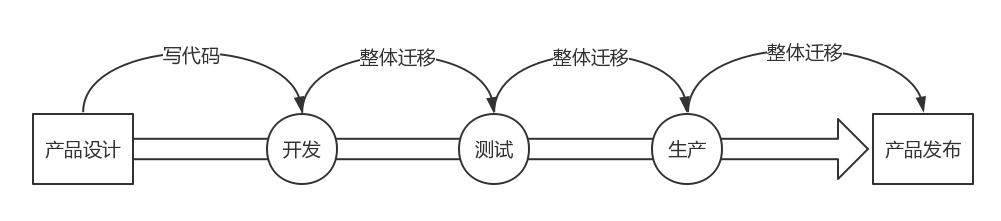 写代码
整体迁移
整体迁移
整体迁移
产品设计
开发
测试
生产
产品发布